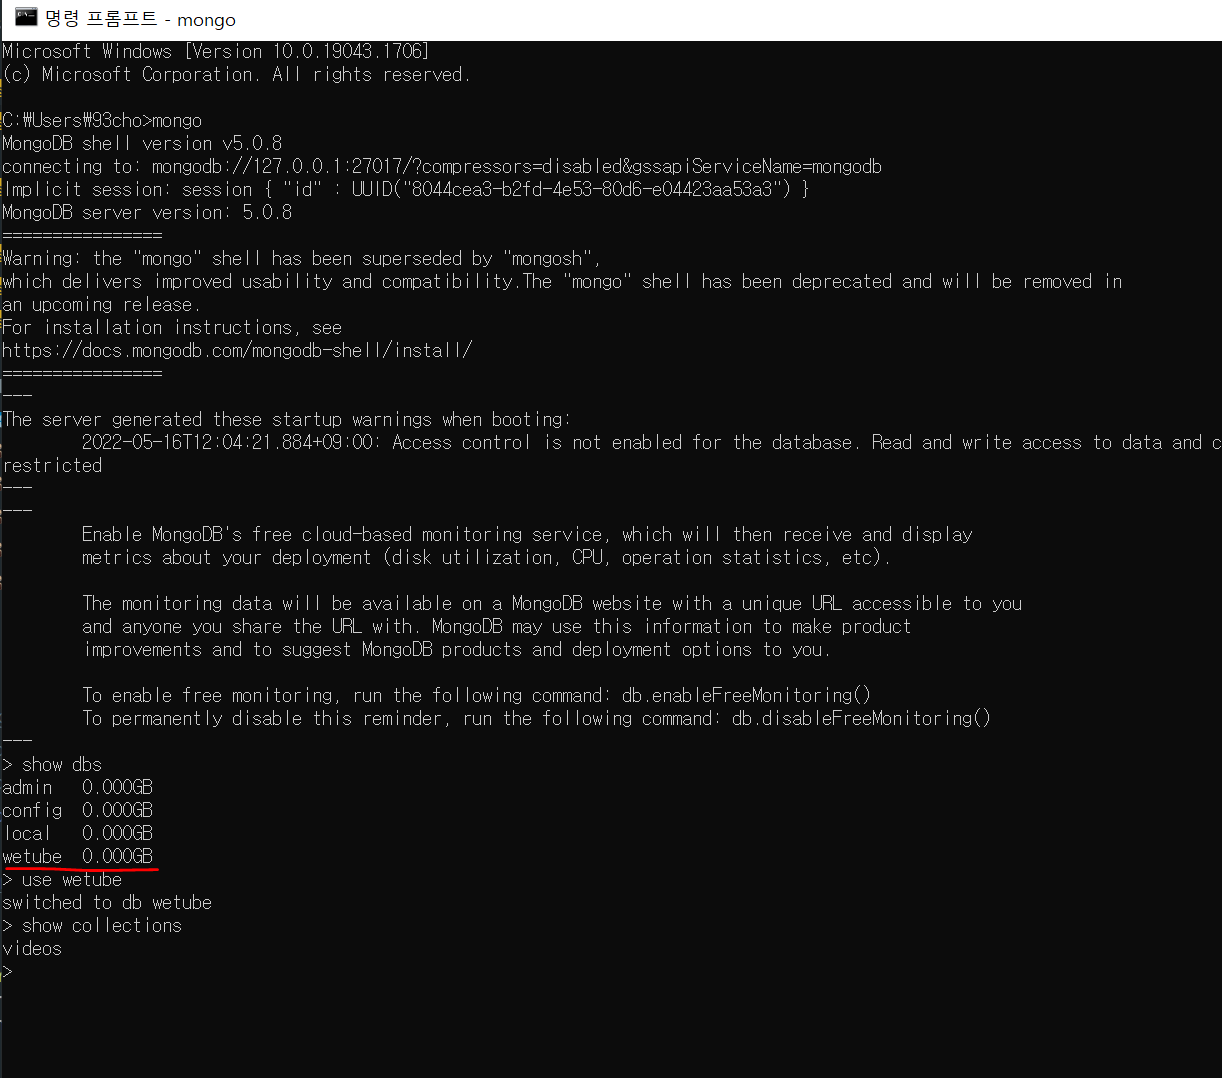 명령 프롬프트 - mongo
Microsoft Windows [Version 10.0.19043.1706]
(c) Microsoft Corporation. All rights reserved.
C:₩Users₩93cho>mongo
MongoDB shell version v5.0.8
connecting to: mongodb://127.0.0.1:27017/?compressors=disabled&gssapiServiceName=mongodb
Implicit session: session { "id" : UUID("8044cea3-b2fd-4e53-80d6-e04423aa53a3") }
MongoDB server version: 5.0.8
================
Warning: the "mongo" shell has been superseded by "mongosh",
which delivers improved usability and compatibility.The "mongo" shell has been deprecated and will be removed in
an upcoming release.
For installation instructions, see
https://docs.mongodb.com/mongodb-shell/install/
================
---
The server generated these startup warnings when booting:
2022-05-16T12:04:21.884+09:00: Access control is not enabled for the database. Read and write access to data and c
restricted
---
---
Enable MongoDB's free cloud-based monitoring service, which will then receive and display
metrics about your deployment (disk utilization, CPU, operation statistics, etc).
The monitoring data will be available on a MongoDB website with a unique URL accessible to you
and anyone you share the URL with. MongoDB may use this information to make product
improvements and to suggest MongoDB products and deployment options to you.
To enable free monitoring, run the following command: db.enableFreeMonitoring()
To permanently disable this reminder, run the following command: db.disableFreeMonitoring()
---
> show dbs
admin   0.000GB
config  0.000GB
local   0.000GB
wetube  0.000GB
> use wetube
switched to db wetube
> show collections
videos
>